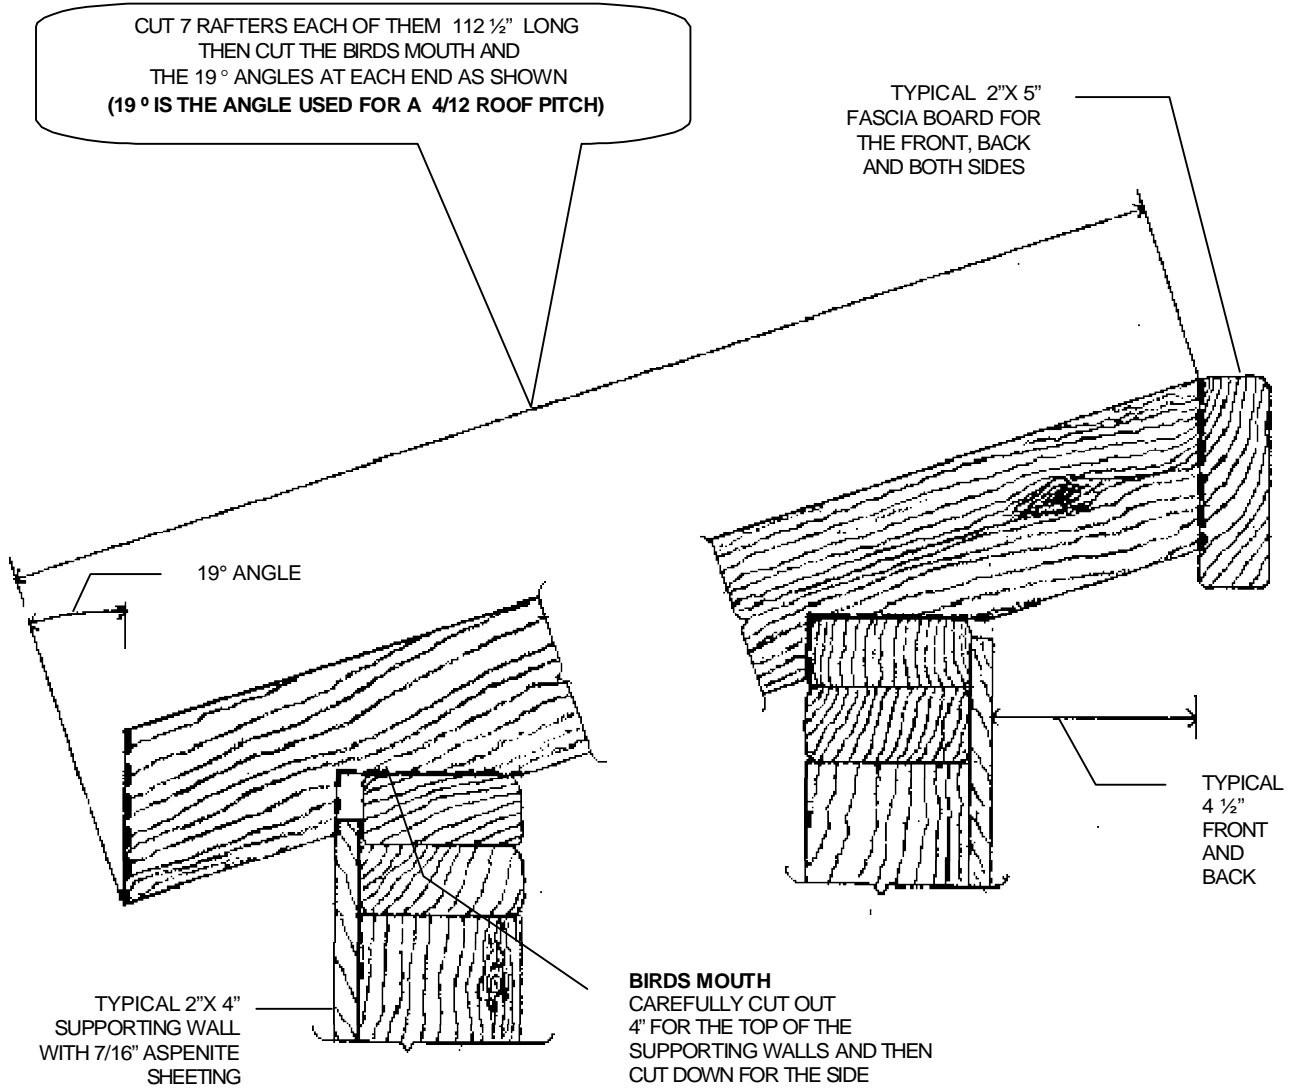 CUT 7 RAFTERS EACH OF THEM 112 ½” LONG
THEN CUT THE BIRDS MOUTH AND
THE 19 ° ANGLES AT EACH END AS SHOWN
(19 º IS THE ANGLE USED FOR A 4/12 ROOF PITCH)
TYPICAL 2”X 5”
FASCIA BOARD FOR
THE FRONT, BACK
AND BOTH SIDES
19° ANGLE
TYPICAL
4 ½”
FRONT
AND
BACK
TYPICAL 2”X 4”
SUPPORTING WALL
WITH 7/16” ASPENITE
SHEETING
BIRDS MOUTH
CAREFULLY CUT OUT
4” FOR THE TOP OF THE
SUPPORTING WALLS AND THEN
CUT DOWN FOR THE SIDE